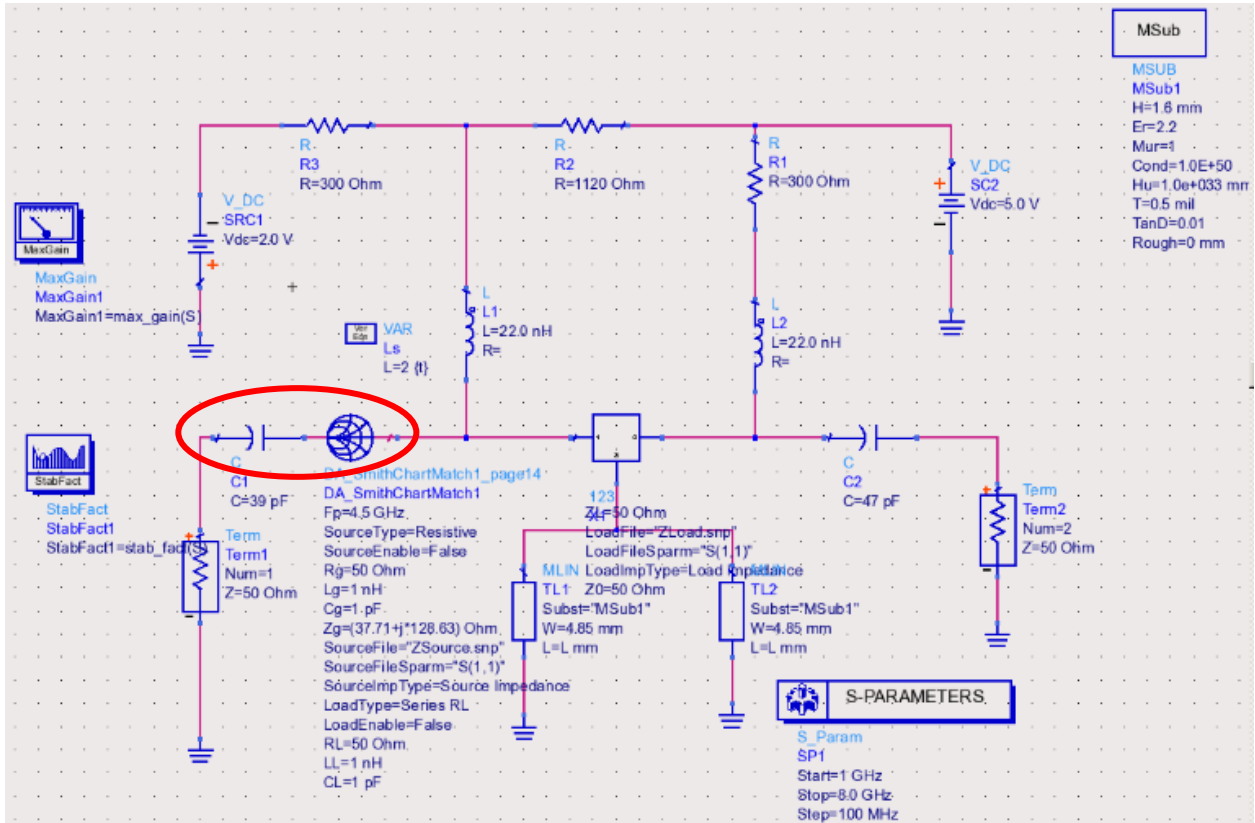 MSub
MSUB
MSub1
H=1.6 mm
Er=2.2
Mur=1
Cond=1.0E+50
Hu=1.0e+033 mm
T=0.5 mil
TanD=0.01
Rough=0 mm
R
R3
R=300 Ohm
R
R2
R=1120 Ohm
R
R1
R=300 Ohm
V_DC
SRC1
Vdc=2.0 V
V_DC
SC2
Vdc=5.0 V
MaxGain
MaxGain
MaxGain1
MaxGain1=max_gain(S)
Var
Eqn
VAR
Ls
L=2 {t}
L
L1
L=22.0 nH
R=
L
L2
L=22.0 nH
R=
StabFact
StabFact
StabFact1
StabFact1=stab_fact(S)
C
C1
C=39 pF
Term
Term1
Num=1
Z=50 Ohm
DA_SmithChartMatch1_page14
DA_SmithChartMatch1
Fp=4.5 GHz
SourceType=Resistive
SourceEnable=False
Rg=50 Ohm
Lg=1 nH
Cg=1 pF
Zg=(37.71+j*128.63) Ohm
SourceFile="ZSource.snp"
SourceFileSparm="S(1,1)"
SourceImpType=Source Impedance
LoadType=Series RL
LoadEnable=False
RL=50 Ohm
LL=1 nH
CL=1 pF
123
X1
ZL=50 Ohm
LoadFile="ZLoad.snp"
LoadFileSparm="S(1,1)"
LoadImpType=Load Impedance
Z0=50 Ohm
MLIN
TL1
Subst="MSub1"
W=4.85 mm
L=L mm
MLIN
TL2
Subst="MSub1"
W=4.85 mm
L=L mm
C
C2
C=47 pF
Term
Term2
Num=2
Z=50 Ohm
S-PARAMETERS
S_Param
SP1
Start=1 GHz
Stop=8.0 GHz
Step=100 MHz